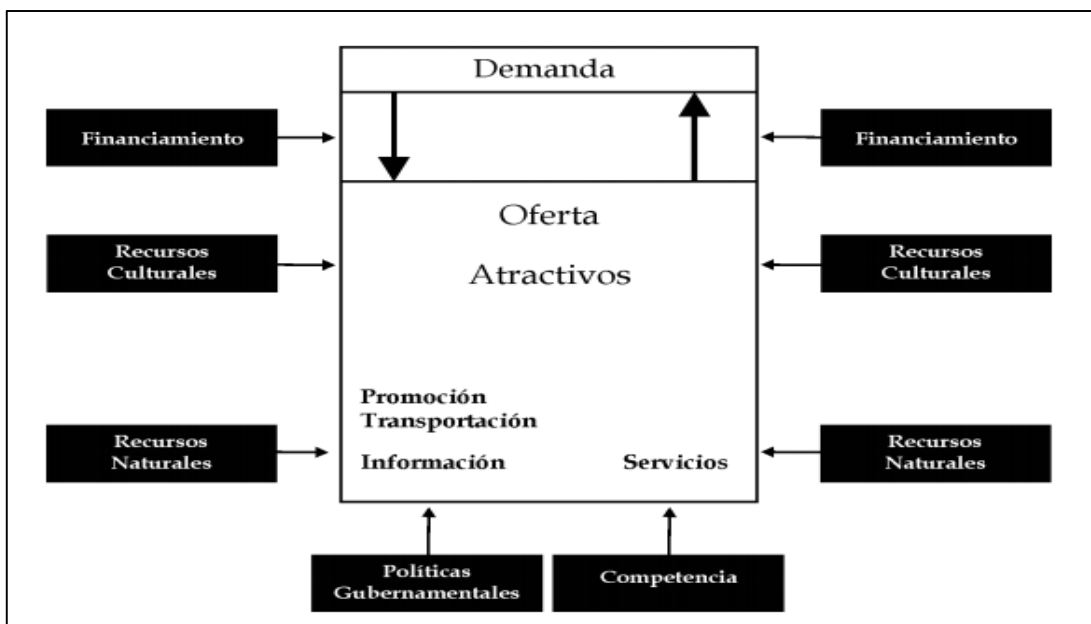 Demanda
Financiamiento
Financiamiento
Oferta
Recursos
Culturales
Atractivos
Recursos
Culturales
Promoción
Transportación
Recursos
Naturales
Información
Servicios
Recursos
Naturales
Políticas
Gubernamentales
Competencia